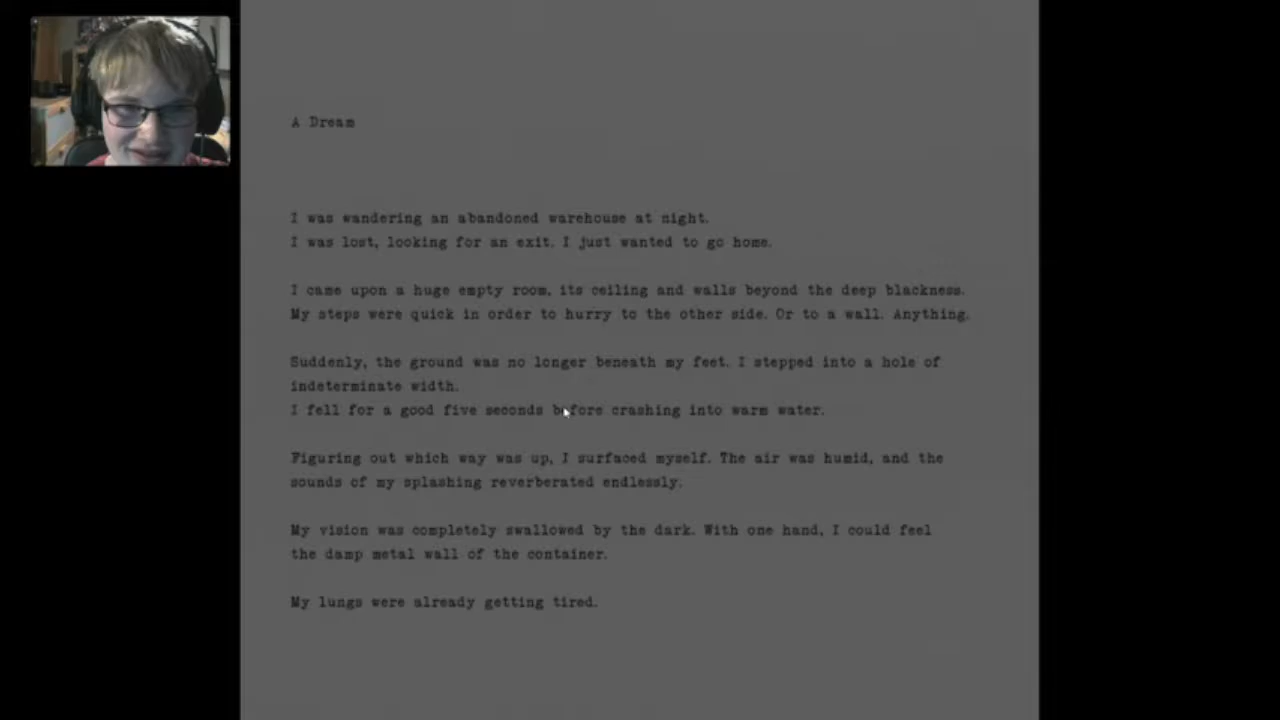 A Dream
I was wandering an abandoned warehouse at night.
I was lost, looking for an exit. I just wanted to go home.
I came upon a huge empty room, its ceiling and walls beyond the deep blackness.
My steps were quick in order to hurry to the other side. Or to a wall. Anything.
Suddenly, the ground was no longer beneath my feet. I stepped into a hole of
indeterminate width.
I fell for a good five seconds before crashing into warm water.
Figuring out which way was up, I surfaced myself. The air was humid, and the
sounds of my splashing reverberated endlessly.
My vision was completely swallowed by the dark. With one hand, I could feel
the damp metal wall of the container.
My lungs were already getting tired.